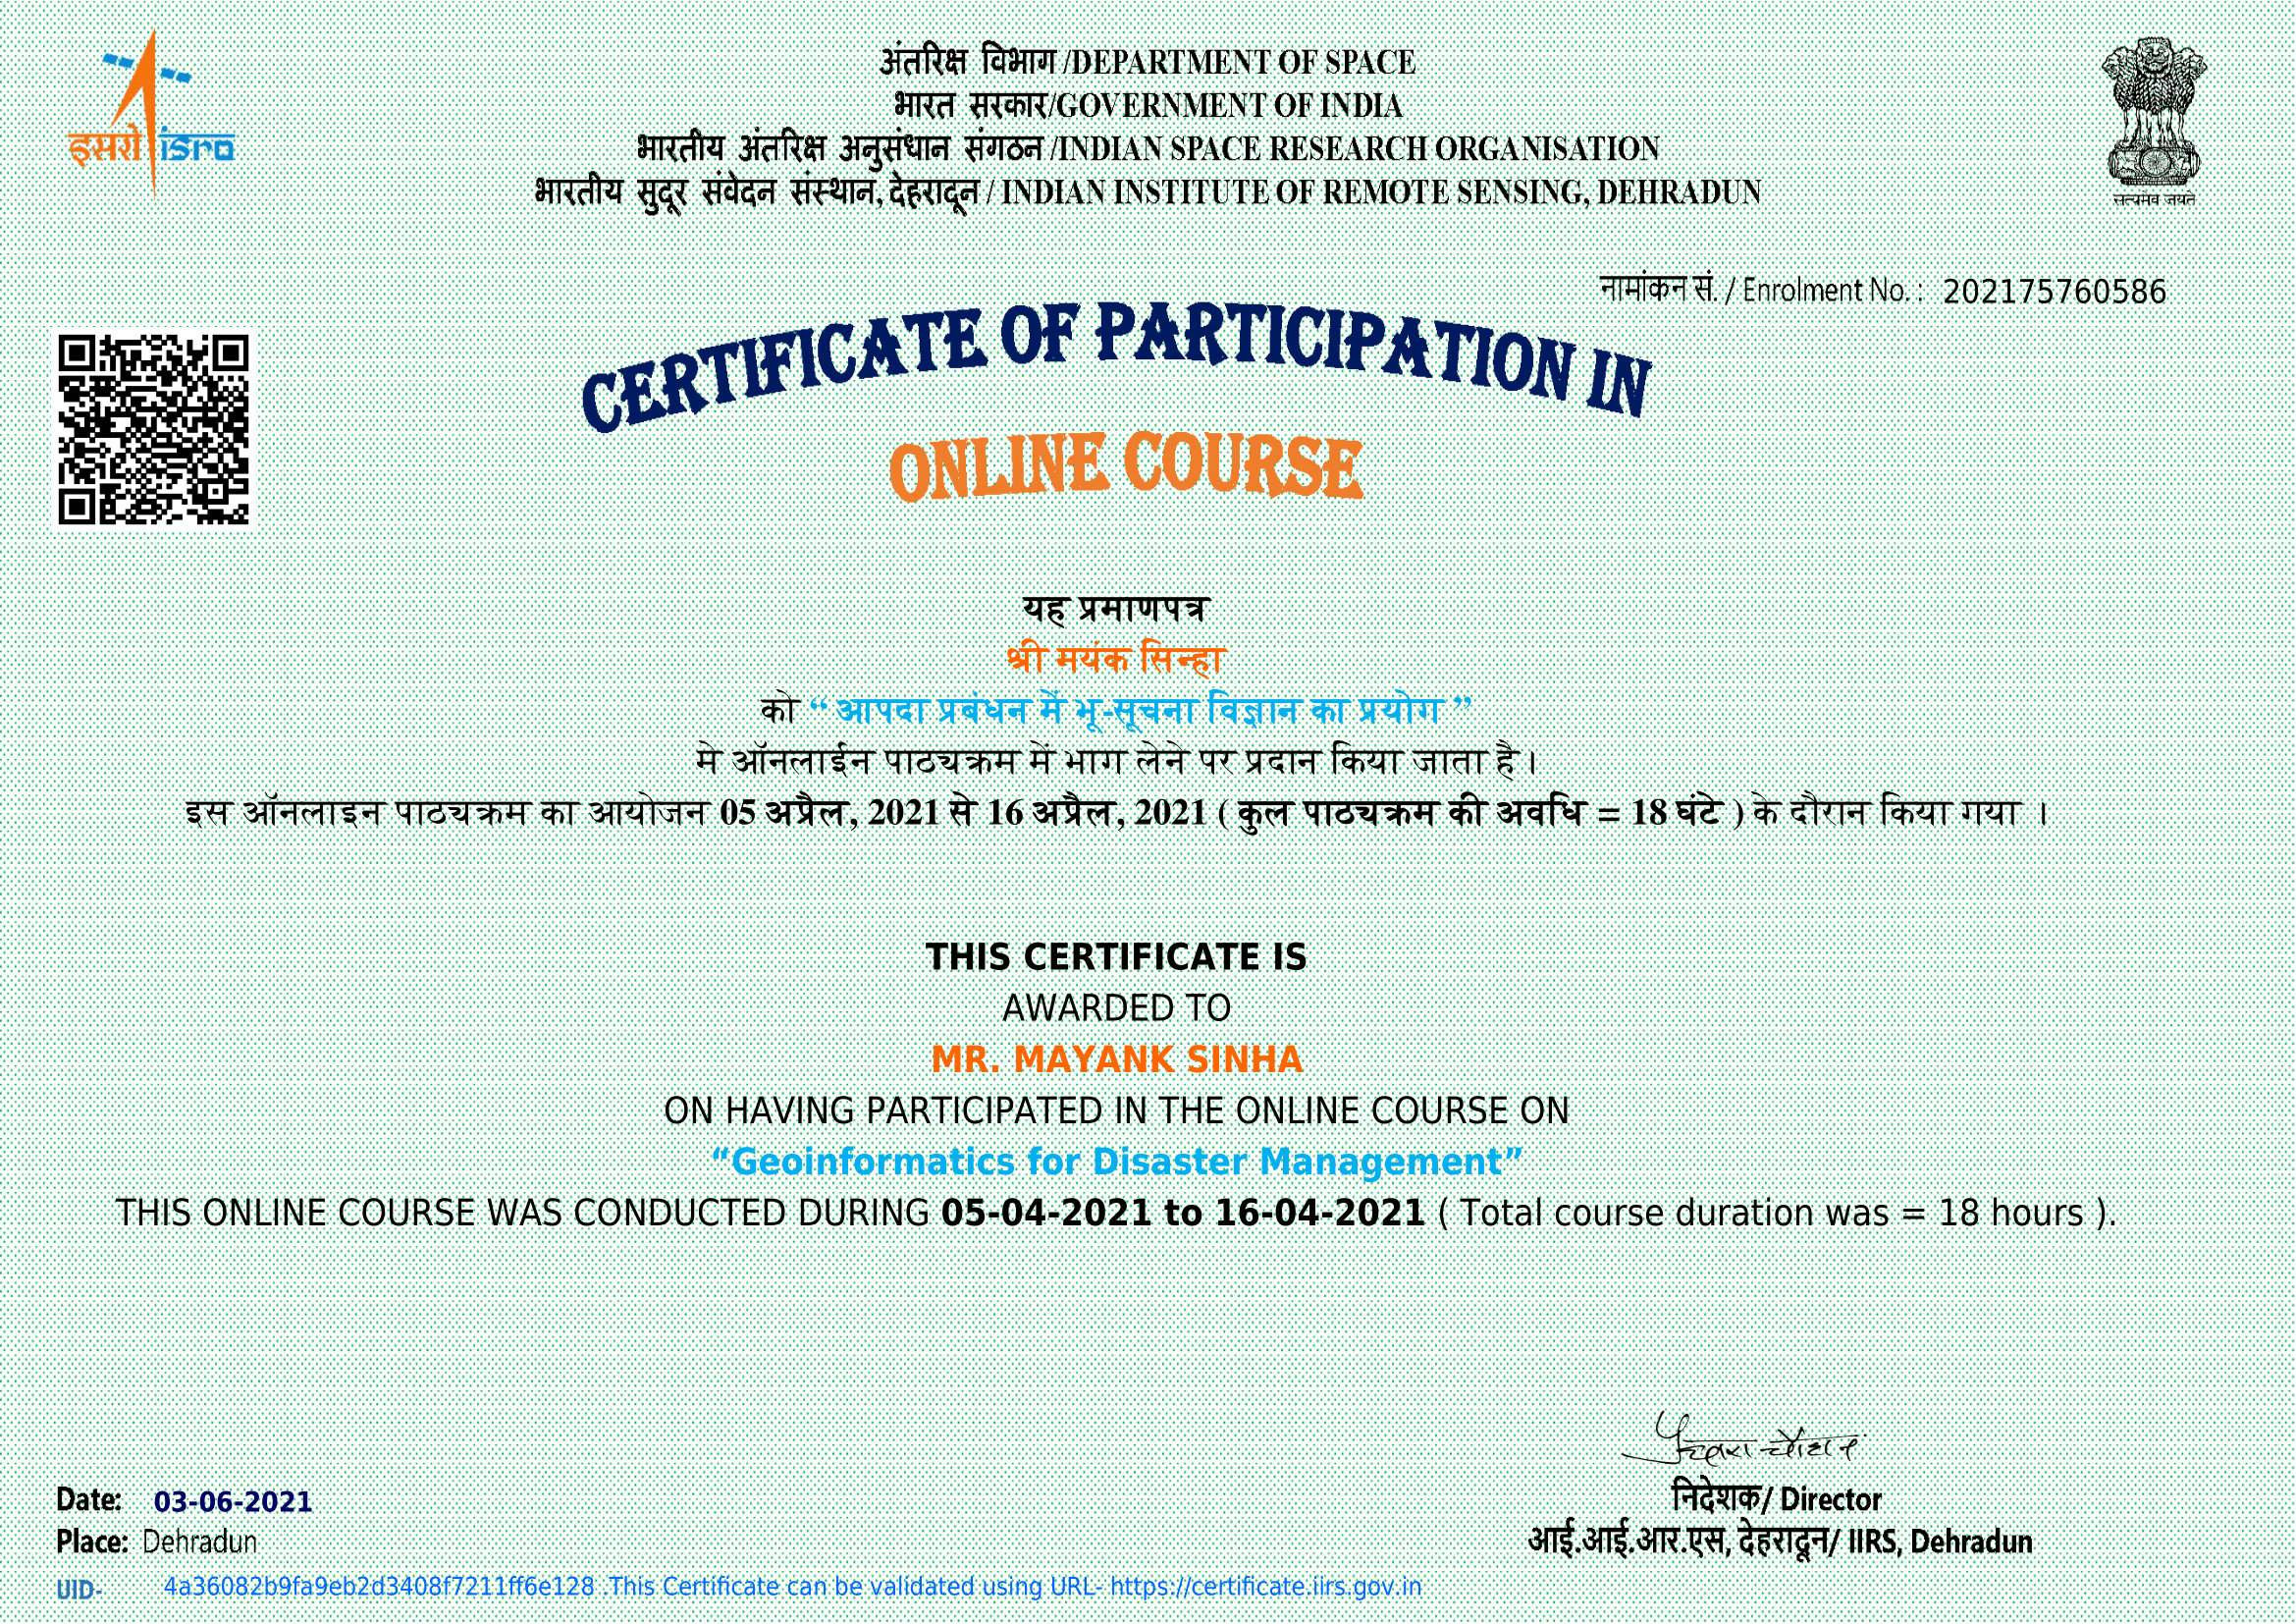 इसरो isro
अंतरिक्ष विभाग /DEPARTMENT OF SPACE
भारत सरकार/GOVERNMENT OF INDIA
भारतीय अंतरिक्ष अनुसंधान संगठन /INDIAN SPACE RESEARCH ORGANISATION
भारतीय सुदूर संवेदन संस्थान, देहरादून / INDIAN INSTITUTE OF REMOTE SENSING, DEHRADUN
सत्यमेव जयते
नामांकन सं. / Enrolment No. : 202175760586
CERTIFICATE OF PARTICIPATION IN
ONLINE COURSE
यह प्रमाणपत्र
श्री मयंक सिन्हा
को “ आपदा प्रबंधन में भू-सूचना विज्ञान का प्रयोग ”
मे ऑनलाईन पाठ्यक्रम में भाग लेने पर प्रदान किया जाता है।
इस ऑनलाइन पाठ्यक्रम का आयोजन 05 अप्रैल, 2021 से 16 अप्रैल, 2021 ( कुल पाठ्यक्रम की अवधि = 18 घंटे ) के दौरान किया गया ।
THIS CERTIFICATE IS
AWARDED TO
MR. MAYANK SINHA
ON HAVING PARTICIPATED IN THE ONLINE COURSE ON
“Geoinformatics for Disaster Management”
THIS ONLINE COURSE WAS CONDUCTED DURING 05-04-2021 to 16-04-2021 ( Total course duration was = 18 hours ).
निदेशक/ Director
आई.आई.आर.एस, देहरादून/ IIRS, Dehradun
Date: 03-06-2021
Place: Dehradun
UID- 4a36082b9fa9eb2d3408f7211ff6e128 .This Certificate can be validated using URL- https://certificate.iirs.gov.in